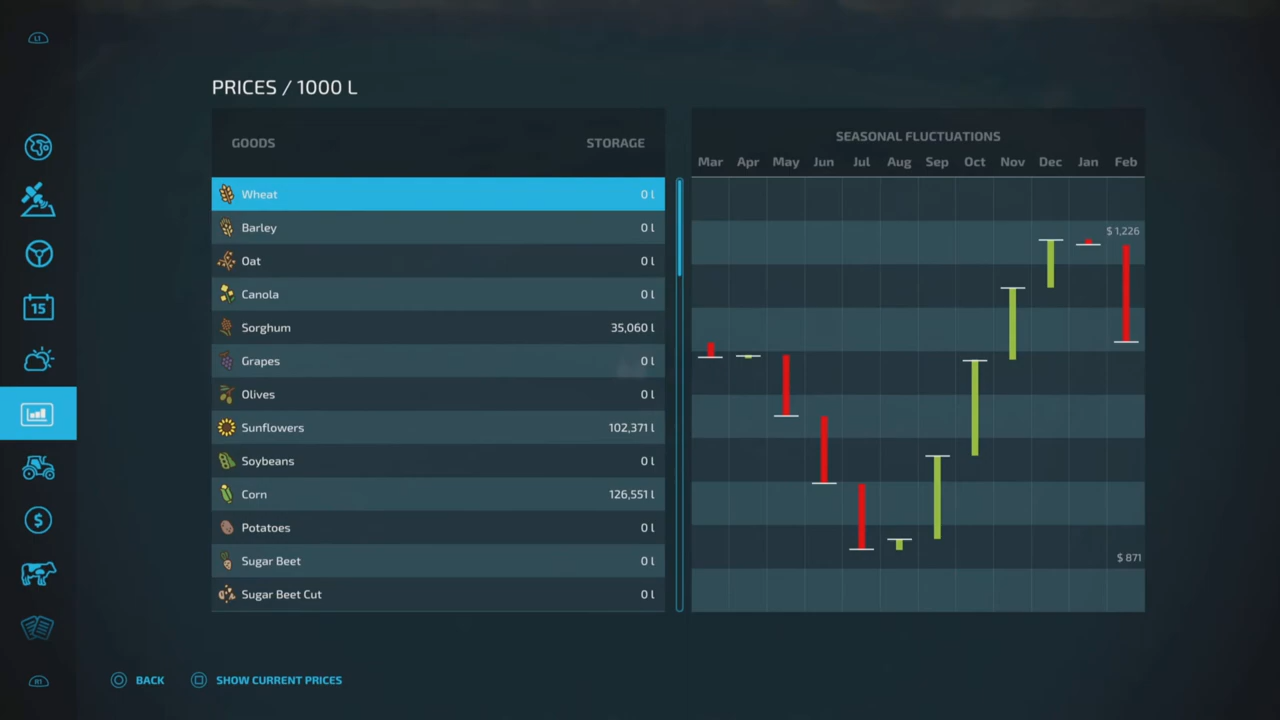 L1
PRICES / 1000 L
GOODS STORAGE
SEASONAL FLUCTUATIONS
Mar Apr May Jun Jul Aug Sep Oct Nov Dec Jan Feb
Wheat 0 l
$ 1,226
Barley 0 l
Oat 0 l
15
Canola 0 l
Sorghum 35,060 l
Grapes 0 l
Olives 0 l
Sunflowers 102,371 l
Soybeans 0 l
Corn 126,551 l
$
Potatoes 0 l
Sugar Beet 0 l
$ 871
Sugar Beet Cut 0 l
R1
BACK SHOW CURRENT PRICES